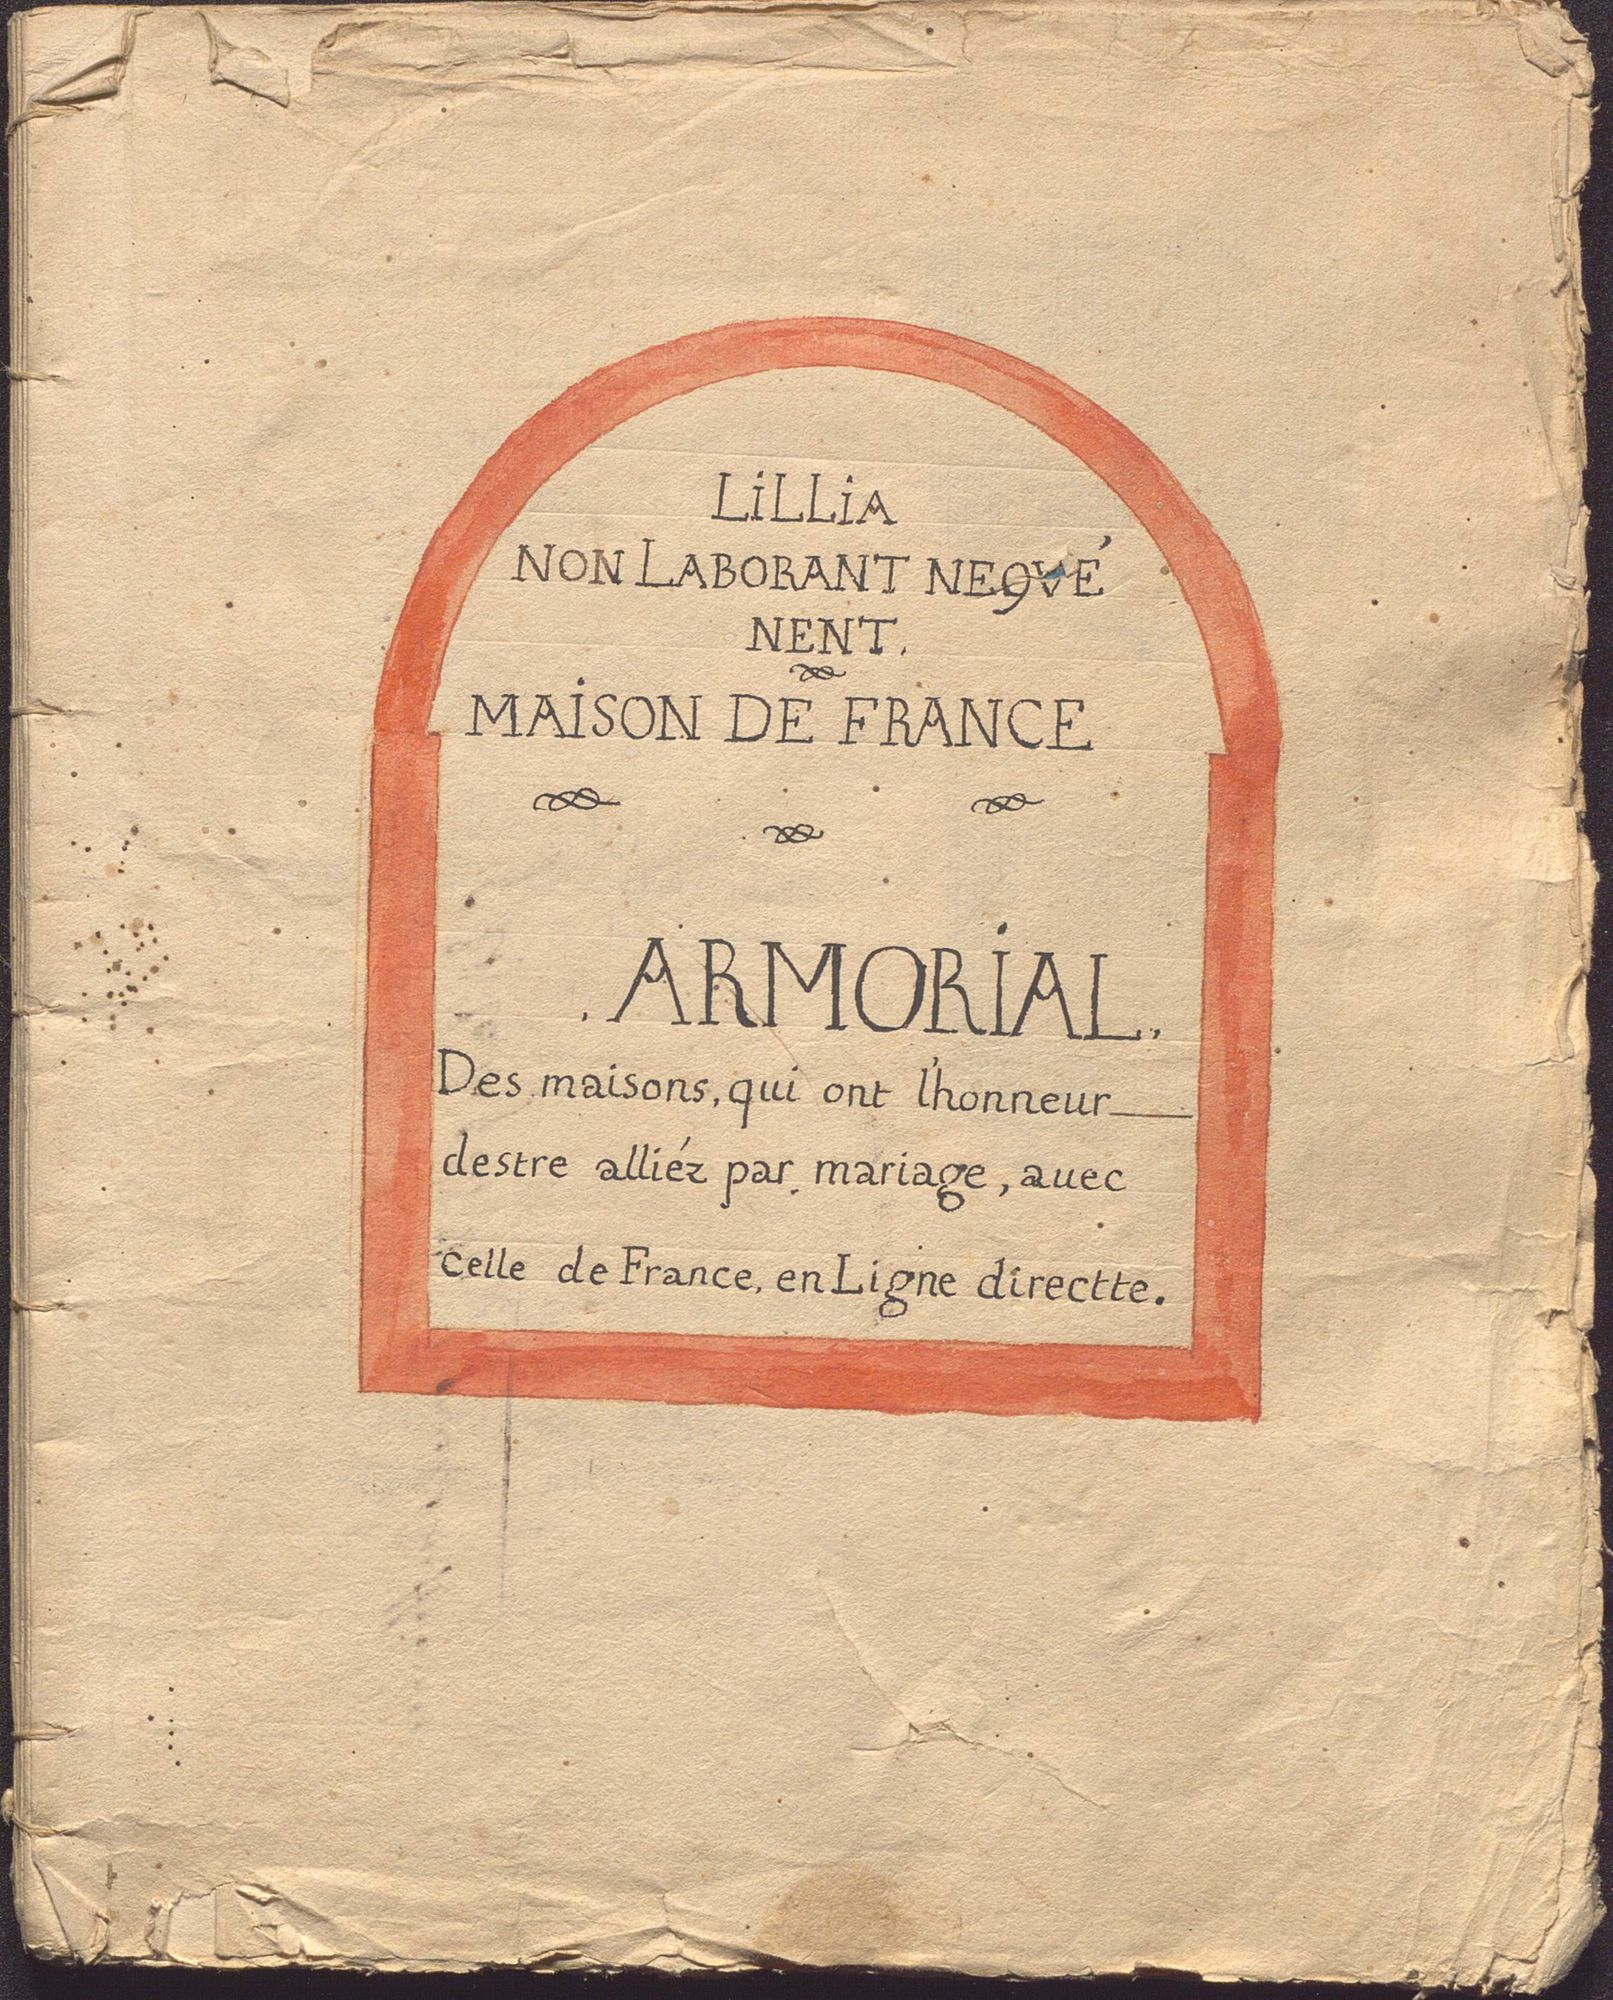 LiLLiA
NON LABORANT NEQVÉ
NENT.
MAiSON DE FRANCE
. ARMORiAL.
Des maisons, qui ont l'honneur
destre alliéz par mariage, auec
celle de France, en Ligne directte.